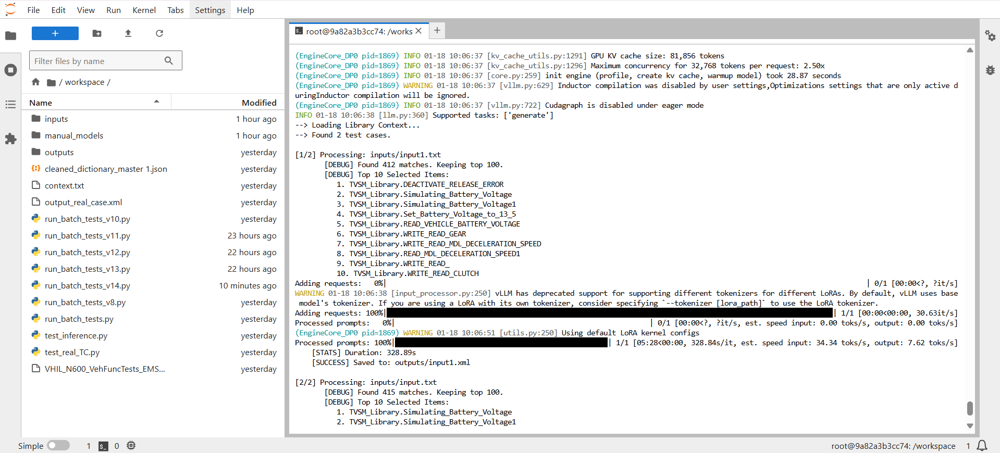 File Edit View Run Kernel Tabs Settings Help
+
Filter files by name
/ workspace /
Name Modified
inputs 1 hour ago
manual_models 1 hour ago
outputs yesterday
cleaned_dictionary_master 1.json yesterday
context.txt yesterday
output_real_case.xml yesterday
run_batch_tests_v10.py yesterday
run_batch_tests_v11.py 23 hours ago
run_batch_tests_v12.py 22 hours ago
run_batch_tests_v13.py 22 hours ago
run_batch_tests_v14.py 10 minutes ago
run_batch_tests_v8.py yesterday
run_batch_tests.py yesterday
test_inference.py yesterday
test_real_TC.py yesterday
VHIL_N600_VehFuncTests_EMS... yesterday
root@9a82a3b3cc74: /works
+
(EngineCore_DP0 pid=1869) INFO 01-18 10:06:37 [kv_cache_utils.py:1291] GPU KV cache size: 81,856 tokens
(EngineCore_DP0 pid=1869) INFO 01-18 10:06:37 [kv_cache_utils.py:1296] Maximum concurrency for 32,768 tokens per request: 2.50x
(EngineCore_DP0 pid=1869) INFO 01-18 10:06:37 [core.py:259] init engine (profile, create kv cache, warmup model) took 28.87 seconds
(EngineCore_DP0 pid=1869) WARNING 01-18 10:06:37 [vllm.py:629] Inductor compilation was disabled by user settings,Optimizations settings that are only active d
uringInductor compilation will be ignored.
(EngineCore_DP0 pid=1869) INFO 01-18 10:06:37 [vllm.py:722] Cudagraph is disabled under eager mode
INFO 01-18 10:06:38 [llm.py:360] Supported tasks: ['generate']
--> Loading Library Context...
--> Found 2 test cases.
[1/2] Processing: inputs/input1.txt
[DEBUG] Found 412 matches. Keeping top 100.
[DEBUG] Top 10 Selected Items:
1. TVSM_Library.DEACTIVATE_RELEASE_ERROR
2. TVSM_Library.Simulating_Battery_Voltage
3. TVSM_Library.Simulating_Battery_Voltage1
4. TVSM_Library.Set_Battery_Voltage_to_13_5
5. TVSM_Library.READ_VEHICLE_BATTERY_VOLTAGE
6. TVSM_Library.WRITE_READ_GEAR
7. TVSM_Library.WRITE_READ_MDL_DECELERATION_SPEED
8. TVSM_Library.READ_MDL_DECELERATION_SPEED1
9. TVSM_Library.WRITE_READ_
10. TVSM_Library.WRITE_READ_CLUTCH
Adding requests: 0%| | 0/1 [00:00<?, ?it/s]
WARNING 01-18 10:06:38 [input_processor.py:250] vLLM has deprecated support for supporting different tokenizers for different LoRAs. By default, vLLM uses base
model's tokenizer. If you are using a LoRA with its own tokenizer, consider specifying `--tokenizer [lora_path]` to use the LoRA tokenizer.
Adding requests: 100%| | 1/1 [00:00<00:00, 30.63it/s]
Processed prompts: 0%| | 0/1 [00:00<?, ?it/s, est. speed input: 0.00 toks/s, output: 0.00 toks/s]
(EngineCore_DP0 pid=1869) WARNING 01-18 10:06:51 [utils.py:250] Using default LoRA kernel configs
Processed prompts: 100%| | 1/1 [05:28<00:00, 328.84s/it, est. speed input: 34.34 toks/s, output: 7.62 toks/s]
[STATS] Duration: 328.89s
[SUCCESS] Saved to: outputs/input1.xml
[2/2] Processing: inputs/input.txt
[DEBUG] Found 415 matches. Keeping top 100.
[DEBUG] Top 10 Selected Items:
1. TVSM_Library.Simulating_Battery_Voltage
2. TVSM_Library.Simulating_Battery_Voltage1
Simple 1 $_ 0 root@9a82a3b3cc74: /workspace 1